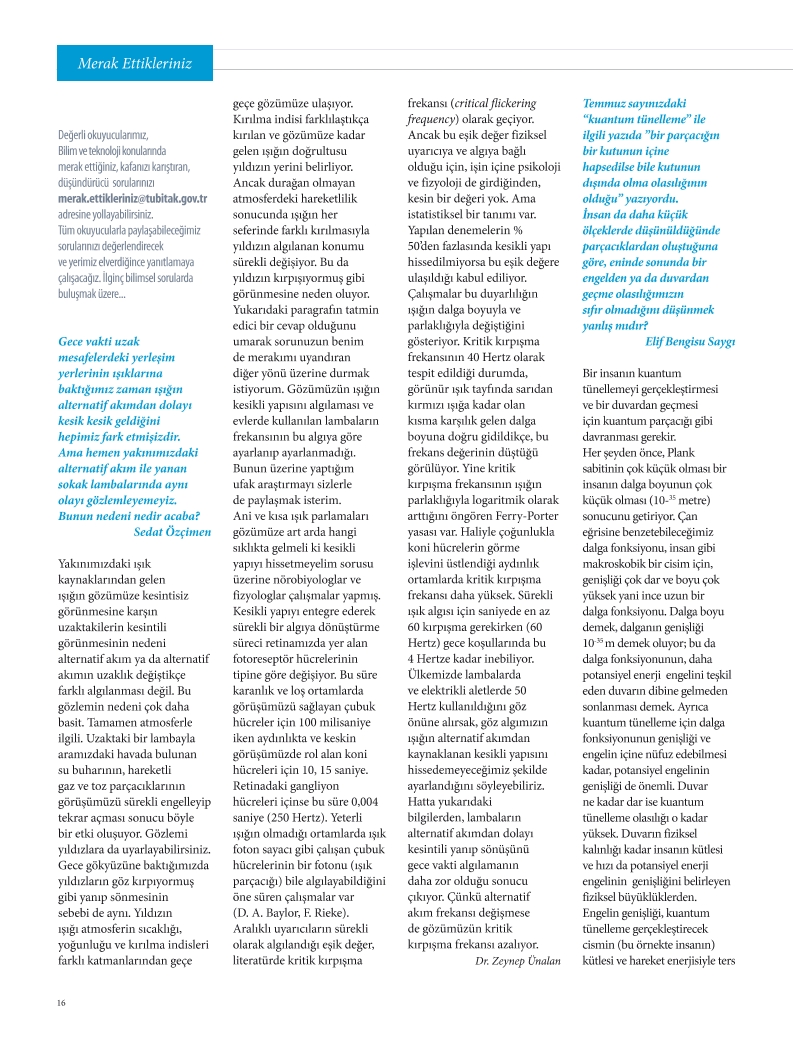 Merak Ettikleriniz
Değerli okuyucularımız,
Bilim ve teknoloji konularında
merak ettiğiniz, kafanızı karıştıran,
düşündürücü sorularınızı
merak.ettikleriniz@tubitak.gov.tr
adresine yollayabilirsiniz.
Tüm okuyucularla paylaşabileceğimiz
sorularınızı değerlendirecek
ve yerimiz elverdiğince yanıtlamaya
çalışacağız. İlginç bilimsel sorularda
buluşmak üzere...
Gece vakti uzak
mesafelerdeki yerleşim
yerlerinin ışıklarına
baktığımız zaman ışığın
alternatif akımdan dolayı
kesik kesik geldiğini
hepimiz fark etmişizdir.
Ama hemen yakınımızdaki
alternatif akım ile yanan
sokak lambalarında aynı
olayı gözlemleyemeyiz.
Bunun nedeni nedir acaba?
Sedat Özçimen
Yakınımızdaki ışık
kaynaklarından gelen
ışığın gözümüze kesintisiz
görünmesine karşın
uzaktakilerin kesintili
görünmesinin nedeni
alternatif akım ya da alternatif
akımın uzaklık değiştikçe
farklı algılanması değil. Bu
gözlemin nedeni çok daha
basit. Tamamen atmosferle
ilgili. Uzaktaki bir lambayla
aramızdaki havada bulunan
su buharının, hareketli
gaz ve toz parçacıklarının
görüşümüzü sürekli engelleyip
tekrar açması sonucu böyle
bir etki oluşuyor. Gözlemi
yıldızlara da uyarlayabilirsiniz.
Gece gökyüzüne baktığımızda
yıldızların göz kırpıyormuş
gibi yanıp sönmesinin
sebebi de aynı. Yıldızın
ışığı atmosferin sıcaklığı,
yoğunluğu ve kırılma indisleri
farklı katmanlarından geçe
geçe gözümüze ulaşıyor.
Kırılma indisi farklılaştıkça
kırılan ve gözümüze kadar
gelen ışığın doğrultusu
yıldızın yerini belirliyor.
Ancak durağan olmayan
atmosferdeki hareketlilik
sonucunda ışığın her
seferinde farklı kırılmasıyla
yıldızın algılanan konumu
sürekli değişiyor. Bu da
yıldızın kırpışıyormuş gibi
görünmesine neden oluyor.
Yukarıdaki paragrafın tatmin
edici bir cevap olduğunu
umarak sorunuzun benim
de merakımı uyandıran
diğer yönü üzerine durmak
istiyorum. Gözümüzün ışığın
kesikli yapısını algılaması ve
evlerde kullanılan lambaların
frekansının bu algıya göre
ayarlanıp ayarlanmadığı.
Bunun üzerine yaptığım
ufak araştırmayı sizlerle
de paylaşmak isterim.
Ani ve kısa ışık parlamaları
gözümüze art arda hangi
sıklıkta gelmeli ki kesikli
yapıyı hissetmeyelim sorusu
üzerine nörobiyologlar ve
fizyologlar çalışmalar yapmış.
Kesikli yapıyı entegre ederek
sürekli bir algıya dönüştürme
süreci retinamızda yer alan
fotoreseptör hücrelerinin
tipine göre değişiyor. Bu süre
karanlık ve loş ortamlarda
görüşümüzü sağlayan çubuk
hücreler için 100 milisaniye
iken aydınlıkta ve keskin
görüşümüzde rol alan koni
hücreleri için 10, 15 saniye.
Retinadaki gangliyon
hücreleri içinse bu süre 0,004
saniye (250 Hertz). Yeterli
ışığın olmadığı ortamlarda ışık
foton sayacı gibi çalışan çubuk
hücrelerinin bir fotonu (ışık
parçacığı) bile algılayabildiğini
öne süren çalışmalar var
(D. A. Baylor, F. Rieke).
Aralıklı uyarıcıların sürekli
olarak algılandığı eşik değer,
literatürde kritik kırpışma
frekansı (critical flickering
frequency) olarak geçiyor.
Ancak bu eşik değer fiziksel
uyarıcıya ve algıya bağlı
olduğu için, işin içine psikoloji
ve fizyoloji de girdiğinden,
kesin bir değeri yok. Ama
istatistiksel bir tanımı var.
Yapılan denemelerin %
50'den fazlasında kesikli yapı
hissedilmiyorsa bu eşik değere
ulaşıldığı kabul ediliyor.
Çalışmalar bu duyarlılığın
ışığın dalga boyuyla ve
parlaklığıyla değiştiğini
gösteriyor. Kritik kırpışma
frekansının 40 Hertz olarak
tespit edildiği durumda,
görünür ışık tayfında sarıdan
kırmızı ışığa kadar olan
kısma karşılık gelen dalga
boyuna doğru gidildikçe, bu
frekans değerinin düştüğü
görülüyor. Yine kritik
kırpışma frekansının ışığın
parlaklığıyla logaritmik olarak
arttığını öngören Ferry-Porter
yasası var. Haliyle çoğunlukla
koni hücrelerin görme
işlevini üstlendiği aydınlık
ortamlarda kritik kırpışma
frekansı daha yüksek. Sürekli
ışık algısı için saniyede en az
60 kırpışma gerekirken (60
Hertz) gece koşullarında bu
4 Hertze kadar inebiliyor.
Ülkemizde lambalarda
ve elektrikli aletlerde 50
Hertz kullanıldığını göz
önüne alırsak, göz algımızın
ışığın alternatif akımdan
kaynaklanan kesikli yapısını
hissedemeyeceğimiz şekilde
ayarlandığını söyleyebiliriz.
Hatta yukarıdaki
bilgilerden, lambaların
alternatif akımdan dolayı
kesintili yanıp sönüşünü
gece vakti algılamanın
daha zor olduğu sonucu
çıkıyor. Çünkü alternatif
akım frekansı değişmese
de gözümüzün kritik
kırpışma frekansı azalıyor.
Dr. Zeynep Ünalan
Temmuz sayınızdaki
“kuantum tünelleme” ile
ilgili yazıda ”bir parçacığın
bir kutunun içine
hapsedilse bile kutunun
dışında olma olasılığının
olduğu” yazıyordu.
İnsan da daha küçük
ölçeklerde düşünüldüğünde
parçacıklardan oluştuğuna
göre, eninde sonunda bir
engelden ya da duvardan
geçme olasılığımızın
sıfır olmadığını düşünmek
yanlış mıdır?
Elif Bengisu Saygı
Bir insanın kuantum
tünellemeyi gerçekleştirmesi
ve bir duvardan geçmesi
için kuantum parçacığı gibi
davranması gerekir.
Her şeyden önce, Plank
sabitinin çok küçük olması bir
insanın dalga boyunun çok
küçük olması (10-³⁵ metre)
sonucunu getiriyor. Çan
eğrisine benzetebileceğimiz
dalga fonksiyonu, insan gibi
makroskobik bir cisim için,
genişliği çok dar ve boyu çok
yüksek yani ince uzun bir
dalga fonksiyonu. Dalga boyu
demek, dalganın genişliği
10⁻³⁵ m demek oluyor; bu da
dalga fonksiyonunun, daha
potansiyel enerji engelini teşkil
eden duvarın dibine gelmeden
sonlanması demek. Ayrıca
kuantum tünelleme için dalga
fonksiyonunun genişliği ve
engelin içine nüfuz edebilmesi
kadar, potansiyel engelinin
genişliği de önemli. Duvar
ne kadar dar ise kuantum
tünelleme olasılığı o kadar
yüksek. Duvarın fiziksel
kalınlığı kadar insanın kütlesi
ve hızı da potansiyel enerji
engelinin genişliğini belirleyen
fiziksel büyüklüklerden.
Engelin genişliği, kuantum
tünelleme gerçekleştirecek
cismin (bu örnekte insanın)
kütlesi ve hareket enerjisiyle ters
16